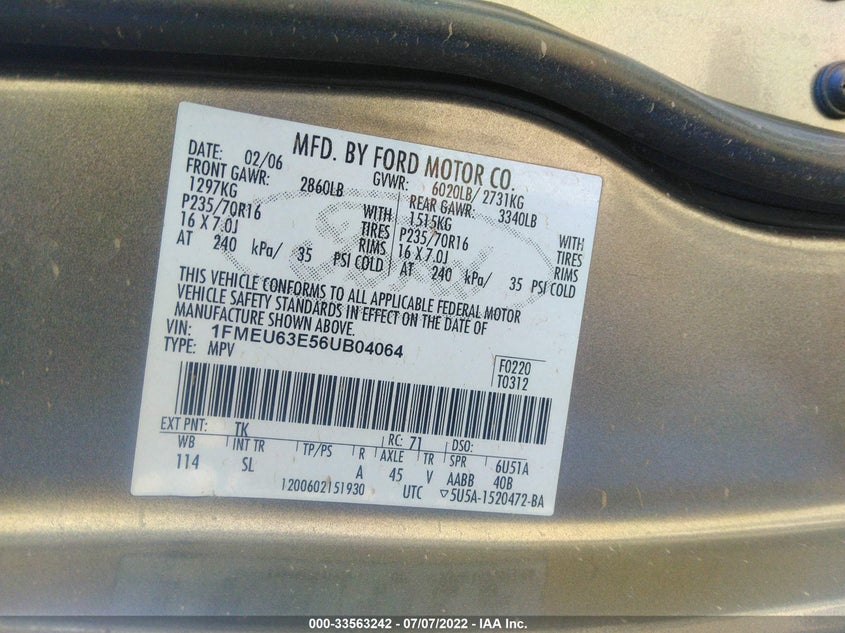 MFD. BY FORD MOTOR CO.
DATE: 02/06 GVWR: 6020LB/ 2731KG
FRONT GAWR: 2860LB REAR GAWR: 3340LB
1297KG WITH 1515KG WITH
P235/70R16 TIRES P235/70R16 TIRES
16 X 7.0J RIMS 16 X 7.0J RIMS
AT 240 kPa/ 35 PSI COLD AT 240 kPa/ 35 PSI COLD
THIS VEHICLE CONFORMS TO ALL APPLICABLE FEDERAL MOTOR
VEHICLE SAFETY STANDARDS IN EFFECT ON THE DATE OF
MANUFACTURE SHOWN ABOVE.
VIN: 1FMEU63E56UB04064
TYPE: MPV
F0220
T0312
EXT PNT: TK RC: 71 DSO:
WB INT TR TP/PS R AXLE TR SPR 6U51A
114 SL A 45 V AABB 40B
1200602151930 UTC ▽5U5A-1520472-BA
Ford
000-33563242 / 07/07/2022 - IAA Inc.